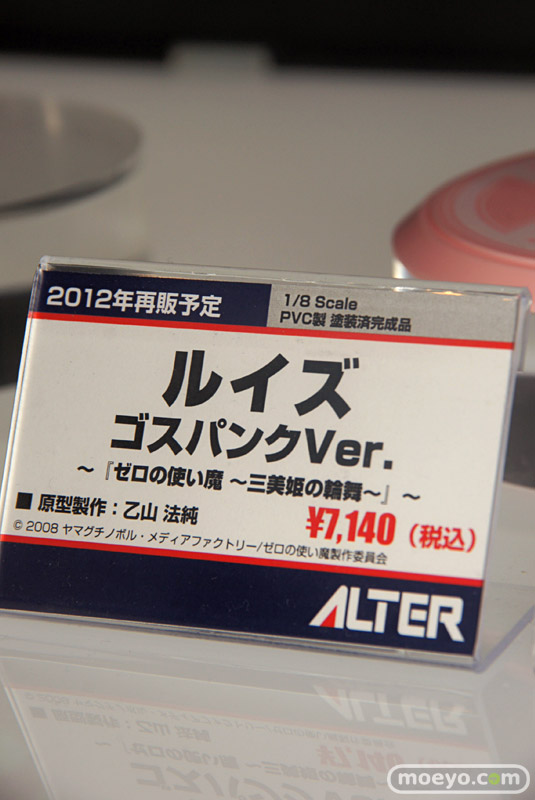 2012年再販予定
1/8 Scale
PVC製 塗装済完成品
ルイズ
ゴスパンクVer.
～『ゼロの使い魔 ～三美姫の輪舞～』～
■ 原型製作：乙山 法純
¥7,140（税込）
© 2008 ヤマグチノボル・メディアファクトリー/ゼロの使い魔製作委員会
ALTER
moeyo.com